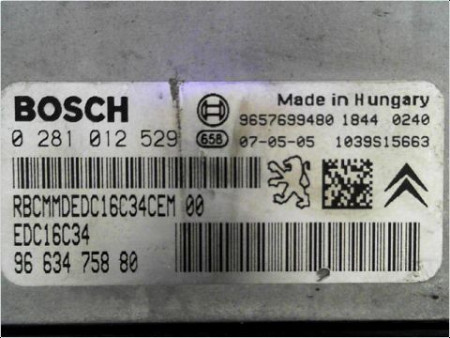 BOSCH
Made in Hungary
9657699480 1844 0240
0 281 012 529 658 07-05-05 1039S15663
RBCMMDEDC16C34CEM 00
EDC16C34
96 634 758 80